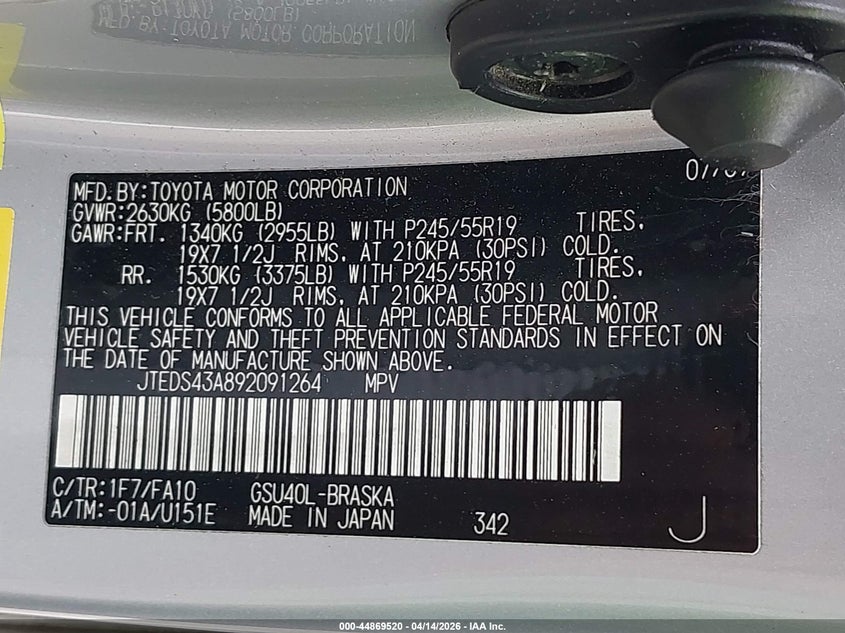 MFD. BY: TOYOTA MOTOR CORPORATION
GVWR: 2630KG (5800LB)
GAWR: FRT. 1340KG (2955LB) WITH P245/55R19 TIRES,
19X7 1/2J RIMS, AT 210KPA (30PSI) COLD.
RR. 1530KG (3375LB) WITH P245/55R19 TIRES,
19X7 1/2J RIMS, AT 210KPA (30PSI) COLD.
THIS VEHICLE CONFORMS TO ALL APPLICABLE FEDERAL MOTOR
VEHICLE SAFETY AND THEFT PREVENTION STANDARDS IN EFFECT ON
THE DATE OF MANUFACTURE SHOWN ABOVE.
JTEDS43A892091264 MPV
C/TR: 1F7/FA10 GSU40L-BRASKA
A/TM: -01A/U151E MADE IN JAPAN 342 J
000-44869520 - 04/14/2026 - IAA Inc.